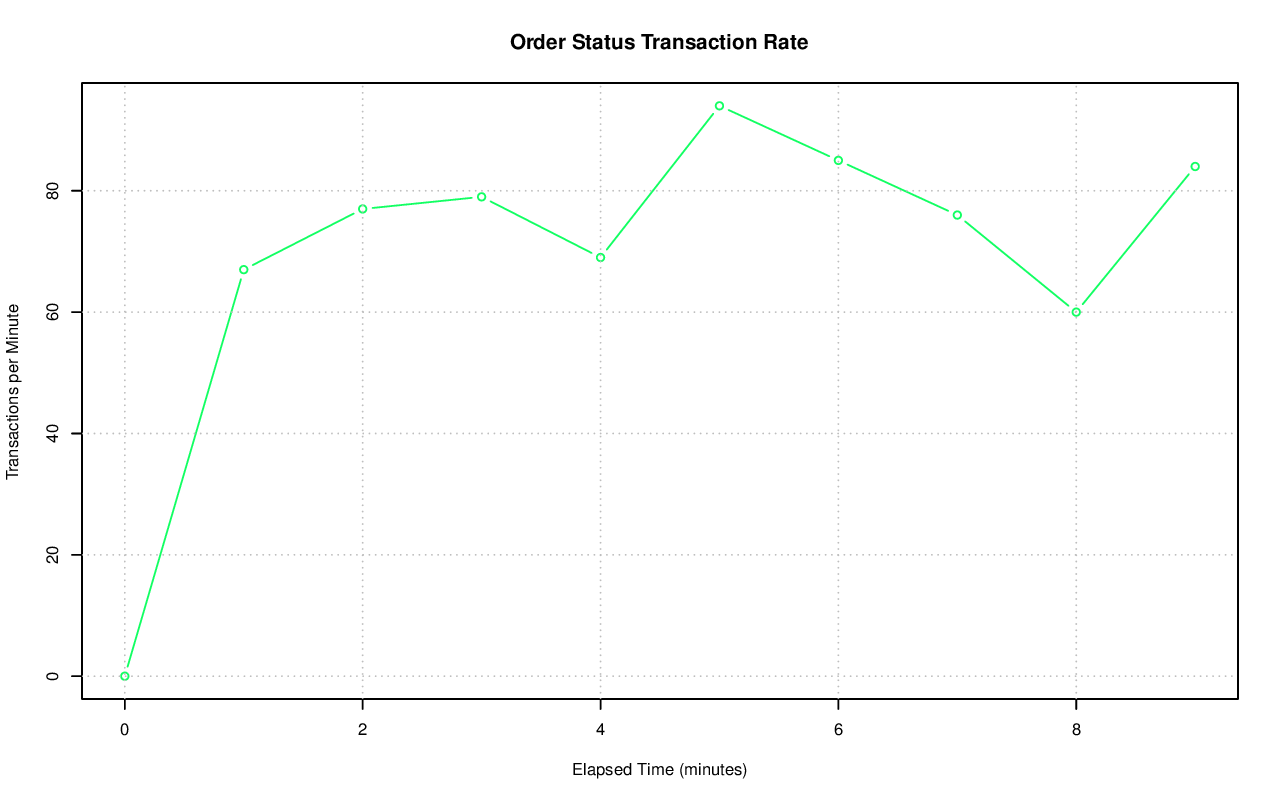 Order Status Transaction Rate
Transactions per Minute
80
60
40
20
0
0 2 4 6 8
Elapsed Time (minutes)